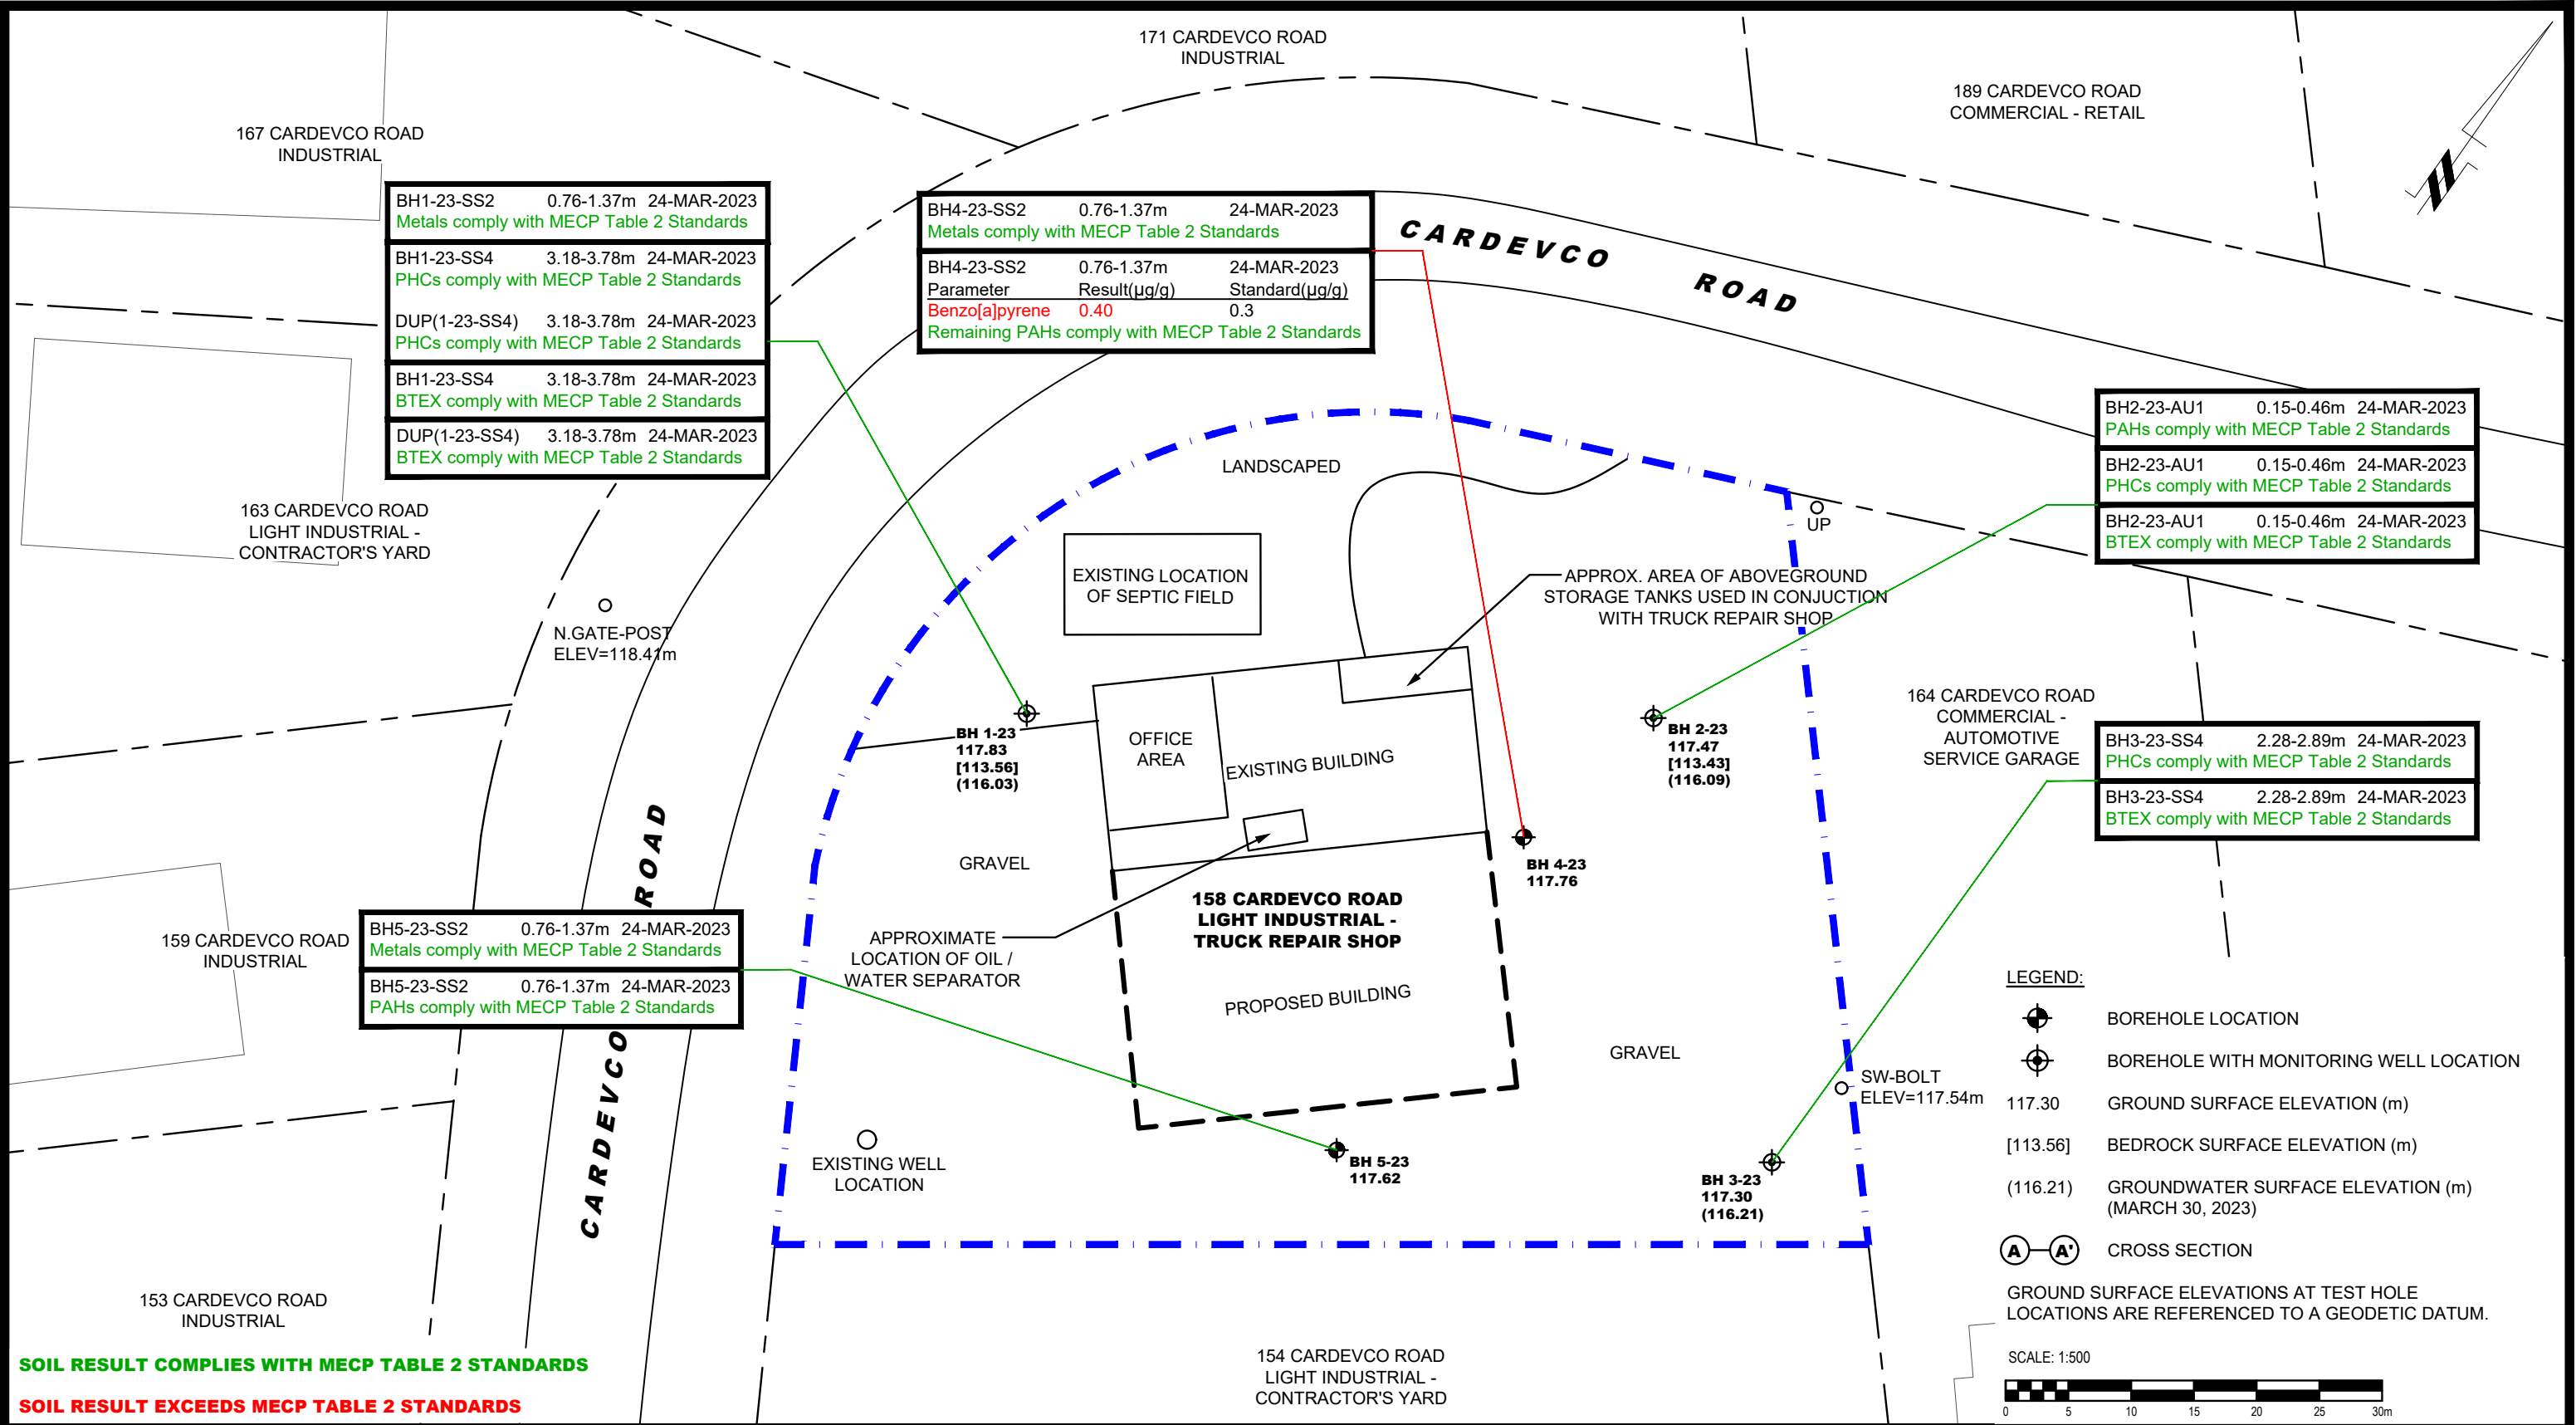 171 CARDEVCO ROAD
INDUSTRIAL
189 CARDEVCO ROAD
COMMERCIAL - RETAIL
167 CARDEVCO ROAD
INDUSTRIAL
BH1-23-SS2 0.76-1.37m 24-MAR-2023
Metals comply with MECP Table 2 Standards
BH1-23-SS4 3.18-3.78m 24-MAR-2023
PHCs comply with MECP Table 2 Standards
DUP(1-23-SS4) 3.18-3.78m 24-MAR-2023
PHCs comply with MECP Table 2 Standards
BH1-23-SS4 3.18-3.78m 24-MAR-2023
BTEX comply with MECP Table 2 Standards
DUP(1-23-SS4) 3.18-3.78m 24-MAR-2023
BTEX comply with MECP Table 2 Standards
BH4-23-SS2 0.76-1.37m 24-MAR-2023
Metals comply with MECP Table 2 Standards
BH4-23-SS2 0.76-1.37m 24-MAR-2023
Parameter Result(µg/g) Standard(µg/g)
Benzo[a]pyrene 0.40 0.3
Remaining PAHs comply with MECP Table 2 Standards
CARDEVCO ROAD
BH2-23-AU1 0.15-0.46m 24-MAR-2023
PAHs comply with MECP Table 2 Standards
BH2-23-AU1 0.15-0.46m 24-MAR-2023
PHCs comply with MECP Table 2 Standards
BH2-23-AU1 0.15-0.46m 24-MAR-2023
BTEX comply with MECP Table 2 Standards
163 CARDEVCO ROAD
LIGHT INDUSTRIAL -
CONTRACTOR'S YARD
LANDSCAPED
UP
EXISTING LOCATION
OF SEPTIC FIELD
APPROX. AREA OF ABOVEGROUND
STORAGE TANKS USED IN CONJUCTION
WITH TRUCK REPAIR SHOP
N.GATE-POST
ELEV=118.41m
164 CARDEVCO ROAD
COMMERCIAL -
AUTOMOTIVE
SERVICE GARAGE
BH 1-23
117.83
[113.56]
(116.03)
OFFICE
AREA
EXISTING BUILDING
BH 2-23
117.47
[113.43]
(116.09)
BH3-23-SS4 2.28-2.89m 24-MAR-2023
PHCs comply with MECP Table 2 Standards
BH3-23-SS4 2.28-2.89m 24-MAR-2023
BTEX comply with MECP Table 2 Standards
GRAVEL
BH 4-23
117.76
158 CARDEVCO ROAD
LIGHT INDUSTRIAL -
TRUCK REPAIR SHOP
APPROXIMATE
LOCATION OF OIL /
WATER SEPARATOR
PROPOSED BUILDING
159 CARDEVCO ROAD
INDUSTRIAL
BH5-23-SS2 0.76-1.37m 24-MAR-2023
Metals comply with MECP Table 2 Standards
BH5-23-SS2 0.76-1.37m 24-MAR-2023
PAHs comply with MECP Table 2 Standards
CARDEVCO ROAD
GRAVEL
SW-BOLT
ELEV=117.54m
EXISTING WELL
LOCATION
BH 5-23
117.62
BH 3-23
117.30
(116.21)
LEGEND:
BOREHOLE LOCATION
BOREHOLE WITH MONITORING WELL LOCATION
117.30 GROUND SURFACE ELEVATION (m)
[113.56] BEDROCK SURFACE ELEVATION (m)
(116.21) GROUNDWATER SURFACE ELEVATION (m)
(MARCH 30, 2023)
A A' CROSS SECTION
GROUND SURFACE ELEVATIONS AT TEST HOLE
LOCATIONS ARE REFERENCED TO A GEODETIC DATUM.
SCALE: 1:500
0 5 10 15 20 25 30m
153 CARDEVCO ROAD
INDUSTRIAL
154 CARDEVCO ROAD
LIGHT INDUSTRIAL -
CONTRACTOR'S YARD
SOIL RESULT COMPLIES WITH MECP TABLE 2 STANDARDS
SOIL RESULT EXCEEDS MECP TABLE 2 STANDARDS